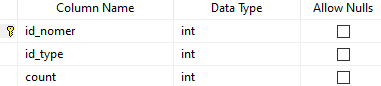 Column Name Data Type Allow Nulls
id_nomer int
id_type int
count int